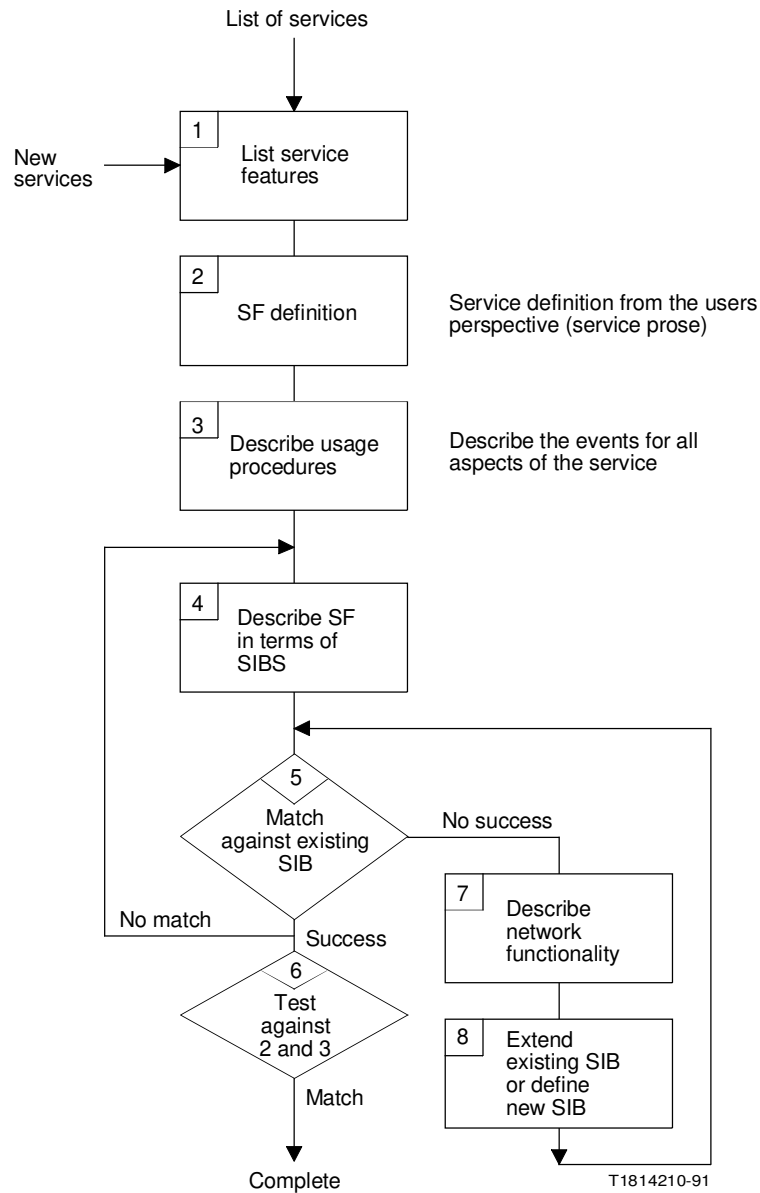 List of services
1
List service
features
New
services
2
SF definition
Service definition from the users
perspective (service prose)
3
Describe usage
procedures
Describe the events for all
aspects of the service
4
Describe SF
in terms of
SIBS
5
Match
against existing
SIB
No success
7
Describe
network
functionality
No match
Success
6
Test
against
2 and 3
8
Extend
existing SIB
or define
new SIB
Match
Complete
T1814210-91